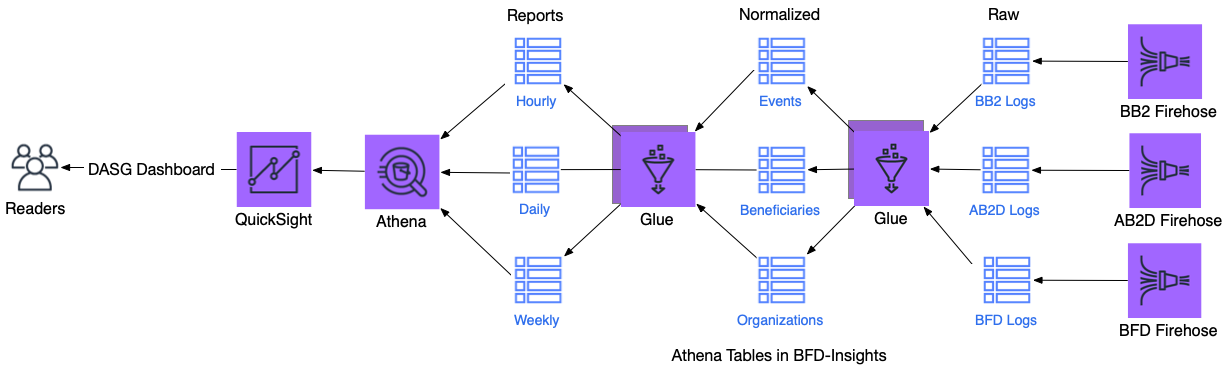 Reports
Normalized
Raw
Hourly
Events
BB2 Logs
BB2 Firehose
DASG Dashboard
Readers
QuickSight
Athena
Daily
Glue
Beneficiaries
Glue
AB2D Logs
AB2D Firehose
Weekly
Organizations
BFD Logs
BFD Firehose
Athena Tables in BFD-Insights